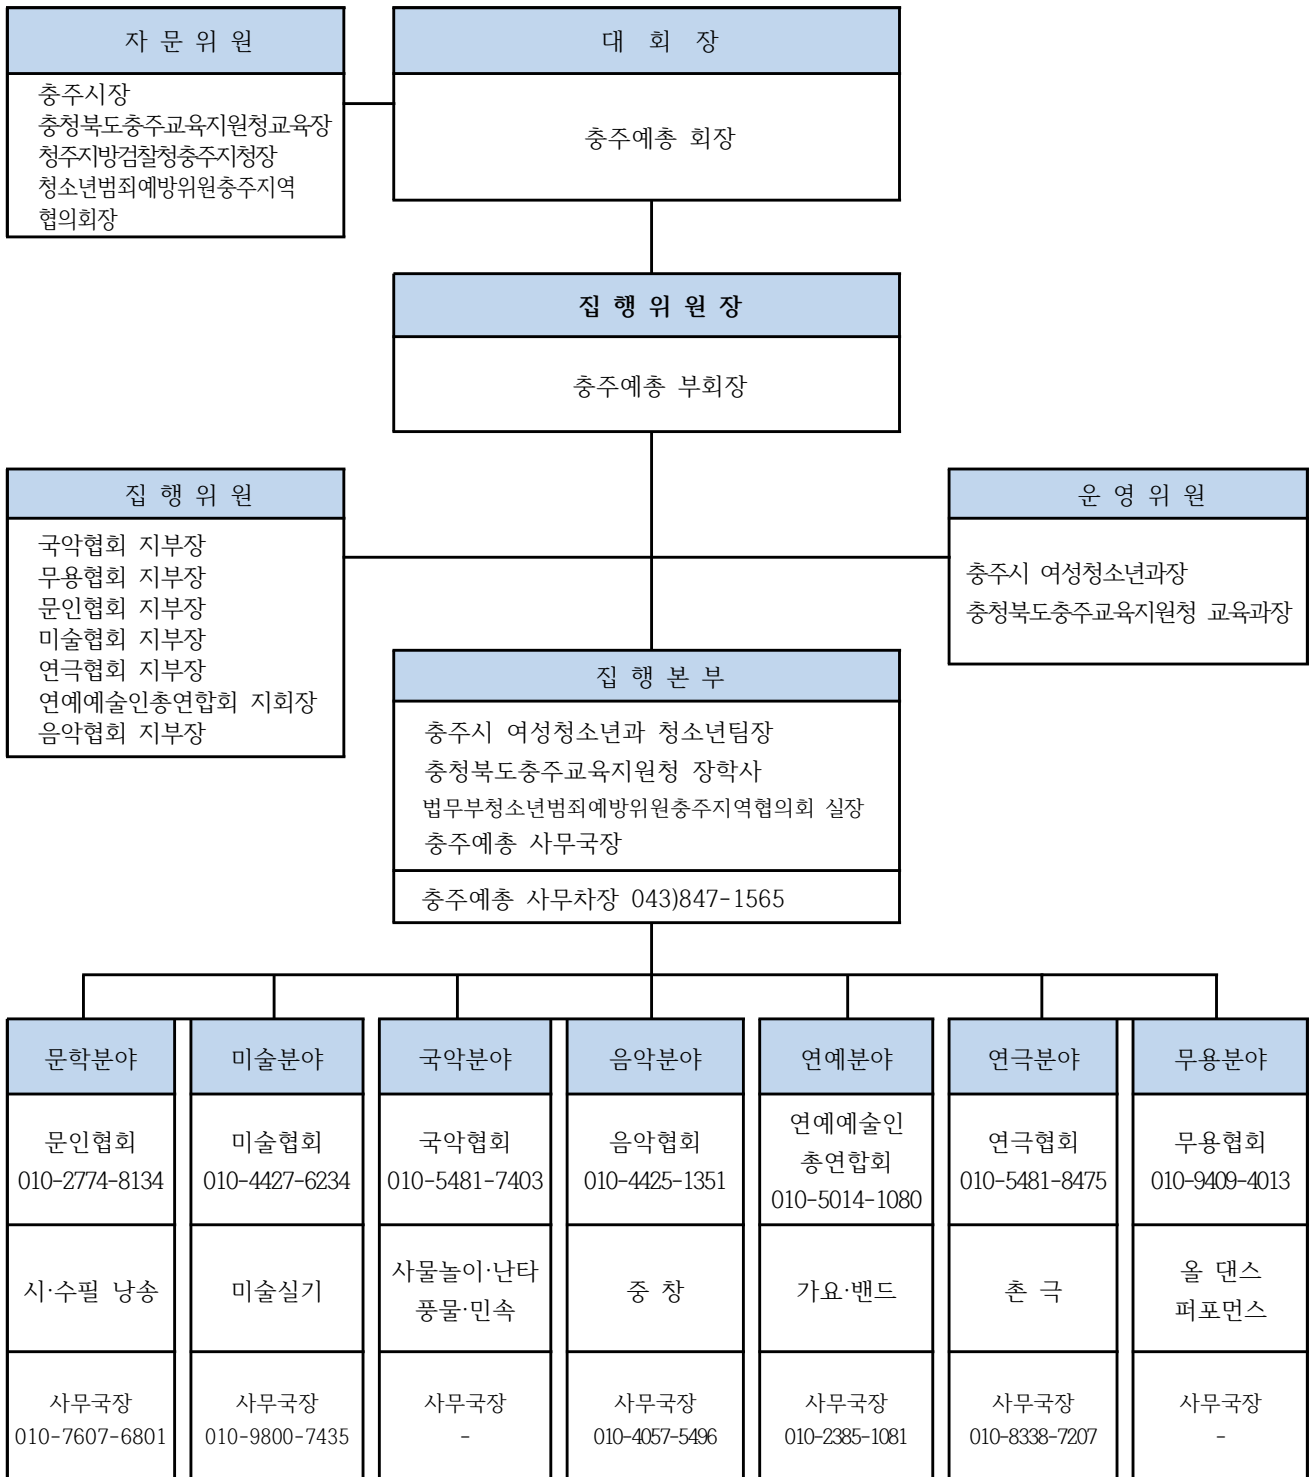 자 문 위 원
충주시장
충청북도충주교육지원청교육장
청주지방검찰청충주지청장
청소년범죄예방위원충주지역
협의회장
대 회 장
충주예총 회장
집 행 위 원 장
충주예총 부회장
집 행 위 원
국악협회 지부장
무용협회 지부장
문인협회 지부장
미술협회 지부장
연극협회 지부장
연예예술인총연합회 지회장
음악협회 지부장
운 영 위 원
충주시 여성청소년과장
충청북도충주교육지원청 교육과장
집 행 본 부
충주시 여성청소년과 청소년팀장
충청북도충주교육지원청 장학사
법무부청소년범죄예방위원충주지역협의회 실장
충주예총 사무국장
충주예총 사무차장 043)847-1565
문학분야
문인협회
010-2774-8134
시·수필 낭송
사무국장
010-7607-6801
미술분야
미술협회
010-4427-6234
미술실기
사무국장
010-9800-7435
국악분야
국악협회
010-5481-7403
사물놀이·난타
풍물·민속
사무국장
-
음악분야
음악협회
010-4425-1351
중 창
사무국장
010-4057-5496
연예분야
연예예술인
총연합회
010-5014-1080
가요·밴드
사무국장
010-2385-1081
연극분야
연극협회
010-5481-8475
촌 극
사무국장
010-8338-7207
무용분야
무용협회
010-9409-4013
올 댄스
퍼포먼스
사무국장
-